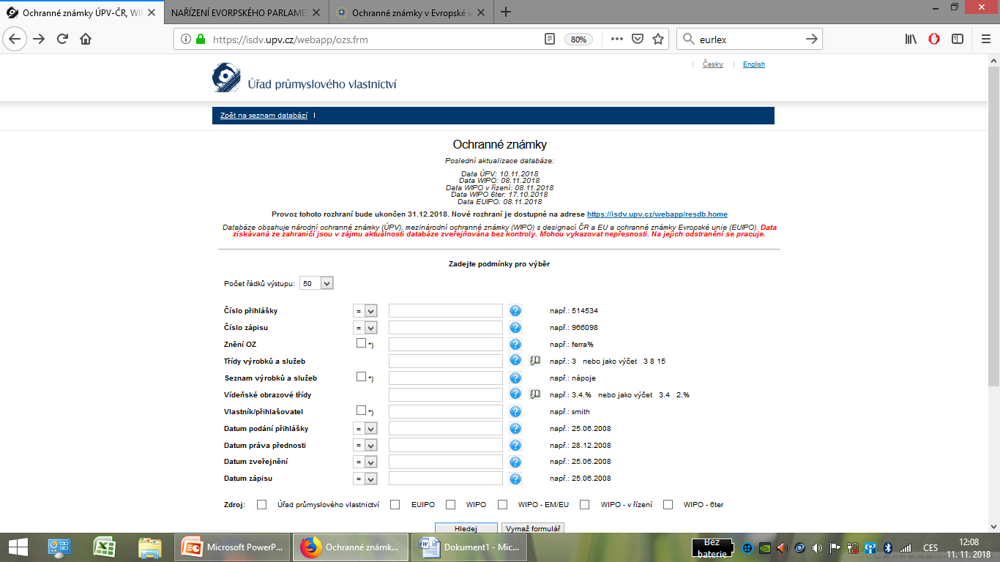 Ochranné známky ÚPV-ČR, WIP
NAŘÍZENÍ EVORPSKÉHO PARLAMEN
Ochranné známky v Evropské u
https://isdv.upv.cz/webapp/ozs.frm
80%
eurlex
Česky
English
Úřad průmyslového vlastnictví
Zpět na seznam databází
Ochranné známky
Poslední aktualizace databáze:
Data ÚPV: 10.11.2018
Data WIPO: 08.11.2018
Data WIPO v řízení: 08.11.2018
Data WIPO 6ter: 17.10.2018
Data EUIPO: 08.11.2018
Provoz tohoto rozhraní bude ukončen 31.12.2018. Nové rozhraní je dostupné na adrese https://isdv.upv.cz/webapp/resdb.home
Databáze obsahuje národní ochranné známky (ÚPV), mezinárodní ochranné známky (WIPO) s designací ČR a EU a ochranné známky Evropské unie (EUIPO). Data
získávaná ze zahraničí jsou v zájmu aktuálnosti databáze zveřejňována bez kontroly. Mohou vykazovat nepřesnosti. Na jejich odstranění se pracuje.
Zadejte podmínky pro výběr
Počet řádků výstupu: 50
Číslo přihlášky = např.: 514534
Číslo zápisu = např.: 966098
Znění OZ *) např.: ferra%
Třídy výrobků a služeb např.: 3 nebo jako výčet 3 8 15
Seznam výrobků a služeb *) např.: nápoje
Vídeňské obrazové třídy např.: 3.4.% nebo jako výčet 3.4 2.%
Vlastník/přihlašovatel *) např.: smith
Datum podání přihlášky = např.: 25.06.2008
Datum práva přednosti = např.: 28.12.2008
Datum zveřejnění = např.: 25.06.2008
Datum zápisu = např.: 25.06.2008
Zdroj: Úřad průmyslového vlastnictví EUIPO WIPO WIPO - EM/EU WIPO - v řízení WIPO - 6ter
Hledej Vymaž formulář
Microsoft PowerP...
Ochranné známk...
Dokument1 - Mic...
Bez
baterie
CES
12:08
11. 11. 2018